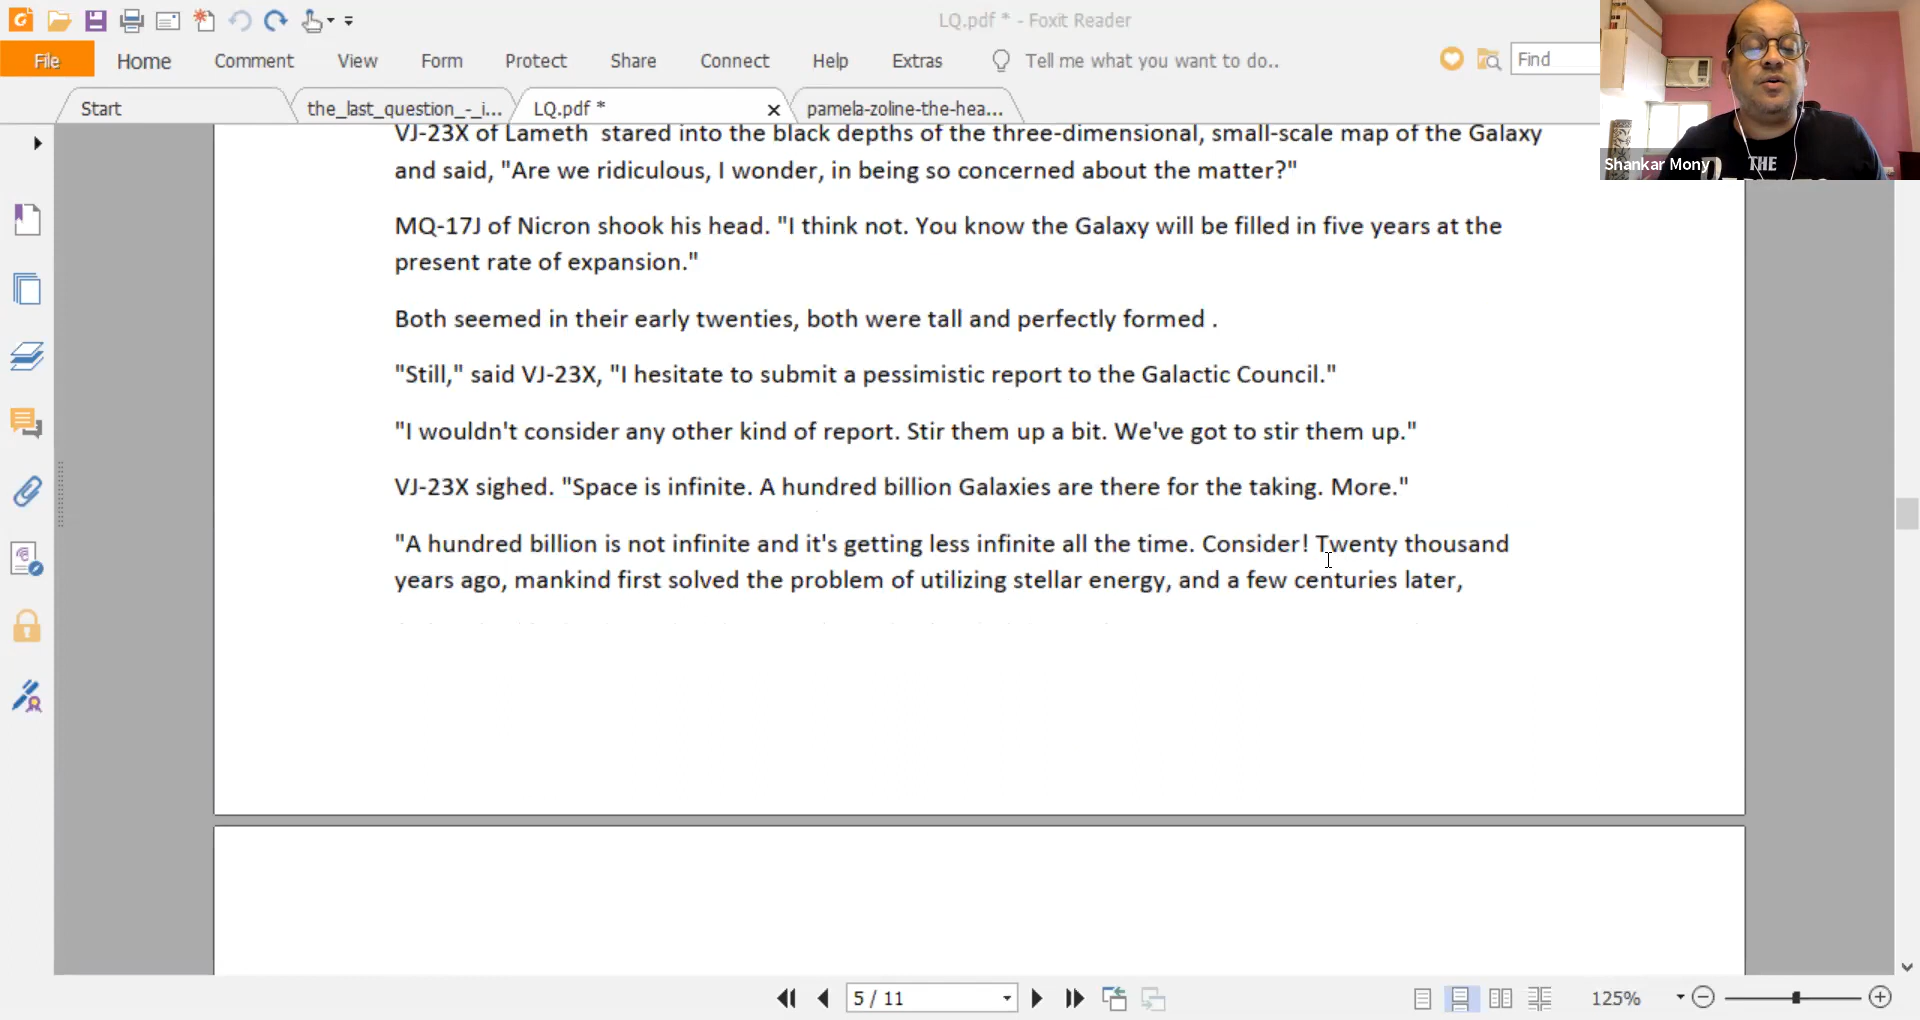 LQ.pdf * - Foxit Reader
File Home Comment View Form Protect Share Connect Help Extras Tell me what you want to do.. Find
Start the_last_question_-_i... LQ.pdf * pamela-zoline-the-hea...
Shankar Mony
THE
VJ-23X of Lameth stared into the black depths of the three-dimensional, small-scale map of the Galaxy
and said, "Are we ridiculous, I wonder, in being so concerned about the matter?"
MQ-17J of Nicron shook his head. "I think not. You know the Galaxy will be filled in five years at the
present rate of expansion."
Both seemed in their early twenties, both were tall and perfectly formed .
"Still," said VJ-23X, "I hesitate to submit a pessimistic report to the Galactic Council."
"I wouldn't consider any other kind of report. Stir them up a bit. We've got to stir them up."
VJ-23X sighed. "Space is infinite. A hundred billion Galaxies are there for the taking. More."
"A hundred billion is not infinite and it's getting less infinite all the time. Consider! Twenty thousand
years ago, mankind first solved the problem of utilizing stellar energy, and a few centuries later,
5 / 11
125%